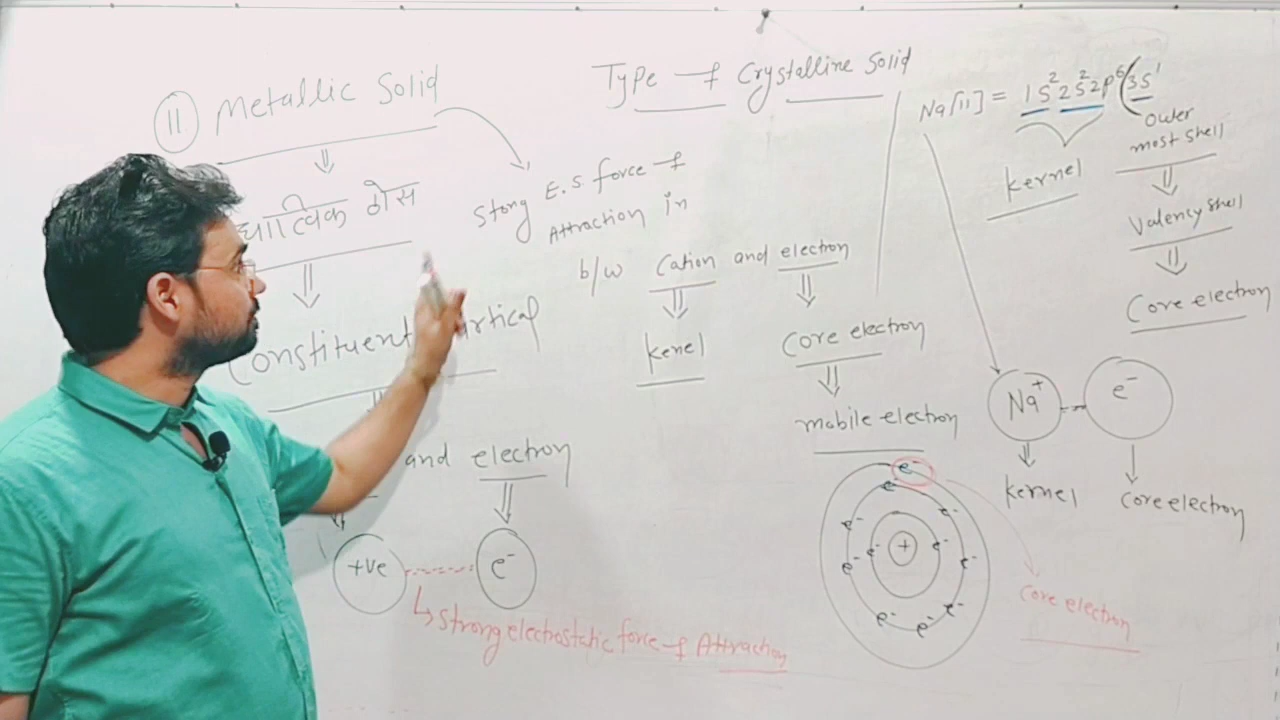 Type of Crystalline Solid
(II) Metallic Solid
धात्विक ठोस
Constituent Partical
and electron
+ve
e⁻
Strong electrostatic force of Attraction
Stong E.S. force of
Attraction in
b/w Cation and electron
Kenel
Core electron
mobile electron
e⁻
e⁻
e⁻ e⁻
e⁻ e⁻
e⁻ e⁻
e⁻ e⁻ e⁻
+
Core electron
Na[11] = 1S² 2S² 2P⁶ (3S¹
Kernel
Outer
most shell
Valency shell
Core electron
Na⁺
e⁻
Kernel
Core electron